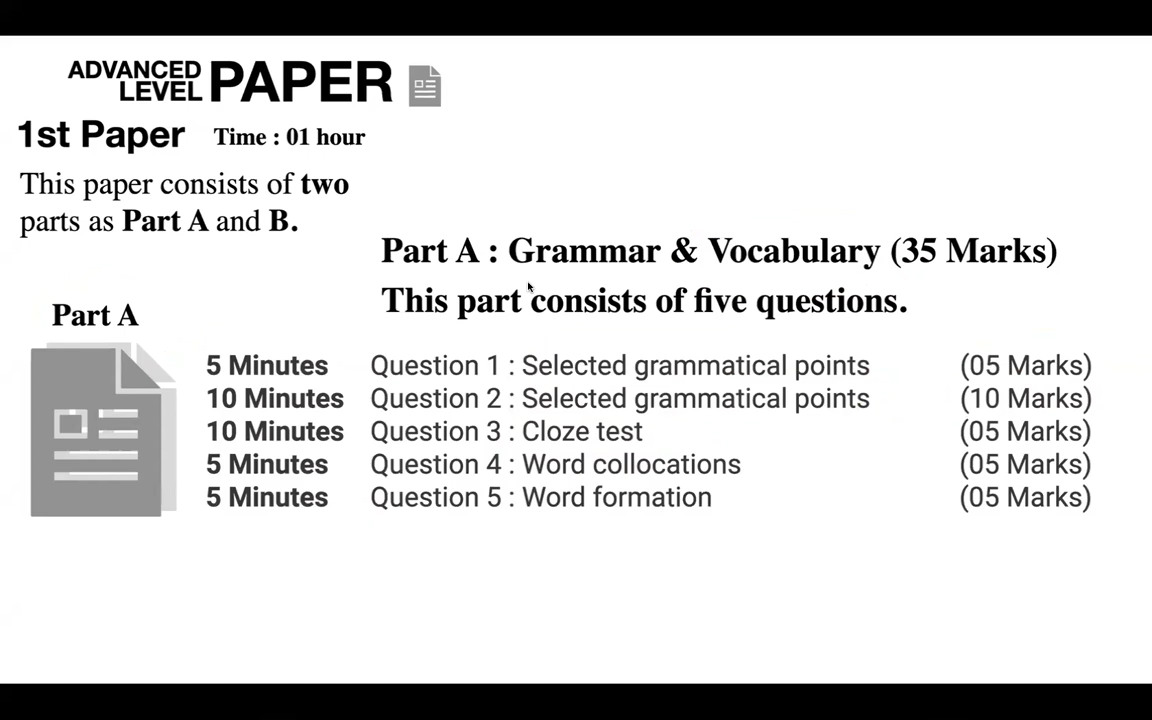 ADVANCED
LEVEL PAPER
1st Paper Time : 01 hour
This paper consists of two
parts as Part A and B.
Part A : Grammar & Vocabulary (35 Marks)
This part consists of five questions.
Part A
5 Minutes Question 1 : Selected grammatical points (05 Marks)
10 Minutes Question 2 : Selected grammatical points (10 Marks)
10 Minutes Question 3 : Cloze test (05 Marks)
5 Minutes Question 4 : Word collocations (05 Marks)
5 Minutes Question 5 : Word formation (05 Marks)